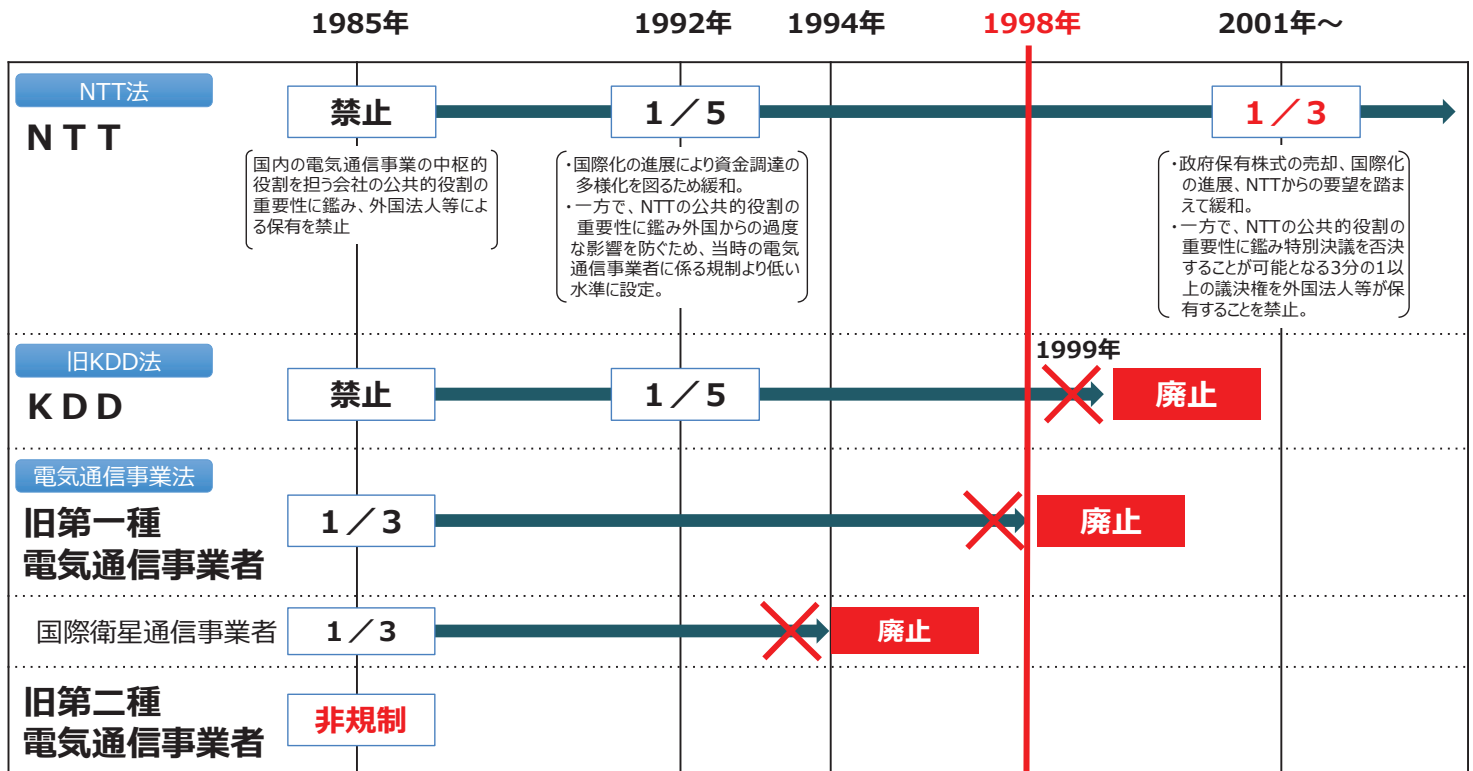 1985年
1992年
1994年
1998年
2001年～
NTT法
NTT
禁止
1／5
1／3
国内の電気通信事業の中枢的
役割を担う会社の公共的役割の
重要性に鑑み、外国法人等によ
る保有を禁止
・国際化の進展により資金調達の
多様化を図るため緩和。
・一方で、NTTの公共的役割の
重要性に鑑み外国からの過度
な影響を防ぐため、当時の電気
通信事業者に係る規制より低い
水準に設定。
・政府保有株式の売却、国際化
の進展、NTTからの要望を踏ま
えて緩和。
・一方で、NTTの公共的役割の
重要性に鑑み特別決議を否決
することが可能となる3分の1以
上の議決権を外国法人等が保
有することを禁止。
旧KDD法
KDD
禁止
1／5
1999年
廃止
電気通信事業法
旧第一種
電気通信事業者
1／3
廃止
国際衛星通信事業者
1／3
廃止
旧第二種
電気通信事業者
非規制